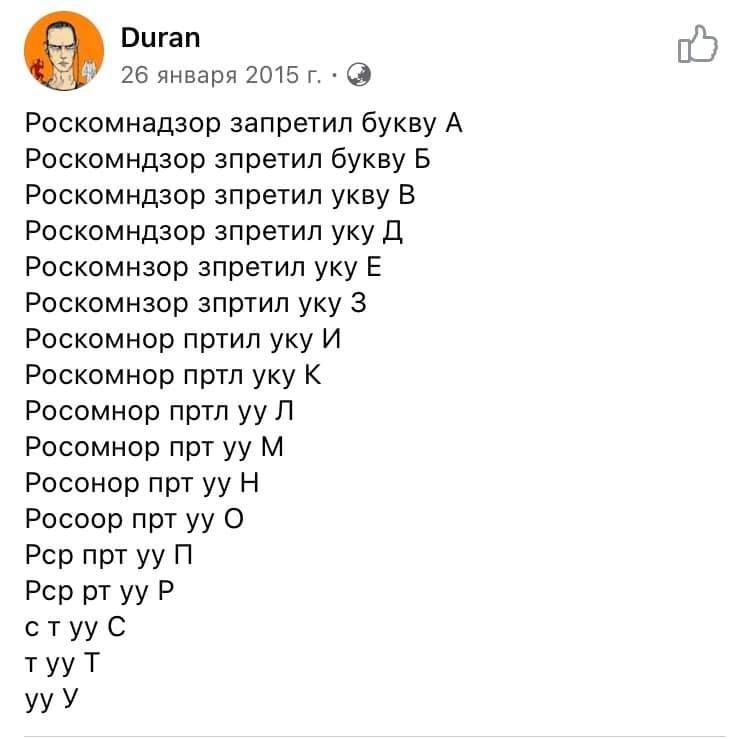 Duran
26 января 2015 г. ·
Роскомнадзор запретил букву А
Роскомндзор зпретил букву Б
Роскомндзор зпретил укву В
Роскомндзор зпретил уку Д
Роскомнзор зпретил уку Е
Роскомнзор зпртил уку З
Роскомнор пртил уку И
Роскомнор пртл уку К
Росомнор пртл уу Л
Росомнор прт уу М
Росонор прт уу Н
Росоор прт уу О
Рср прт уу П
Рср рт уу Р
с т уу С
т уу Т
уу У